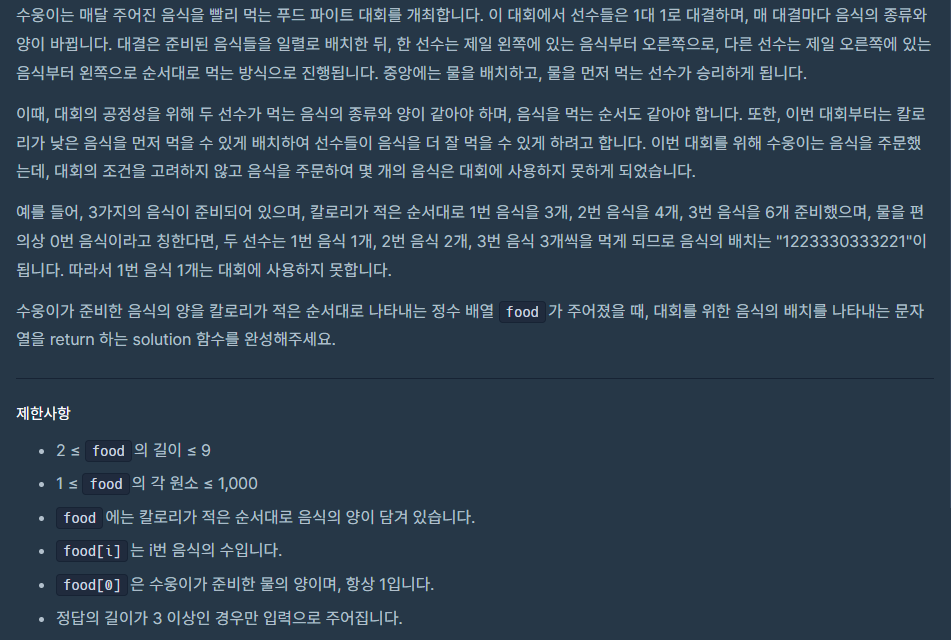 수웅이는 매달 주어진 음식을 빨리 먹는 푸드 파이트 대회를 개최합니다. 이 대회에서 선수들은 1대 1로 대결하며, 매 대결마다 음식의 종류와
양이 바뀝니다. 대결은 준비된 음식들을 일렬로 배치한 뒤, 한 선수는 제일 왼쪽에 있는 음식부터 오른쪽으로, 다른 선수는 제일 오른쪽에 있는
음식부터 왼쪽으로 순서대로 먹는 방식으로 진행됩니다. 중앙에는 물을 배치하고, 물을 먼저 먹는 선수가 승리하게 됩니다.
이때, 대회의 공정성을 위해 두 선수가 먹는 음식의 종류와 양이 같아야 하며, 음식을 먹는 순서도 같아야 합니다. 또한, 이번 대회부터는 칼로
리가 낮은 음식을 먼저 먹을 수 있게 배치하여 선수들이 음식을 더 잘 먹을 수 있게 하려고 합니다. 이번 대회를 위해 수웅이는 음식을 주문했
는데, 대회의 조건을 고려하지 않고 음식을 주문하여 몇 개의 음식은 대회에 사용하지 못하게 되었습니다.
예를 들어, 3가지의 음식이 준비되어 있으며, 칼로리가 적은 순서대로 1번 음식을 3개, 2번 음식을 4개, 3번 음식을 6개 준비했으며, 물을 편
의상 0번 음식이라고 칭한다면, 두 선수는 1번 음식 1개, 2번 음식 2개, 3번 음식 3개씩을 먹게 되므로 음식의 배치는 "1223330333221"이
됩니다. 따라서 1번 음식 1개는 대회에 사용하지 못합니다.
수웅이가 준비한 음식의 양을 칼로리가 적은 순서대로 나타내는 정수 배열 food 가 주어졌을 때, 대회를 위한 음식의 배치를 나타내는 문자
열을 return 하는 solution 함수를 완성해주세요.
제한사항
• 2 ≤ food 의 길이 ≤ 9
• 1 ≤ food 의 각 원소 ≤ 1,000
• food 에는 칼로리가 적은 순서대로 음식의 양이 담겨 있습니다.
• food[i] 는 i번 음식의 수입니다.
• food[0] 은 수웅이가 준비한 물의 양이며, 항상 1입니다.
• 정답의 길이가 3 이상인 경우만 입력으로 주어집니다.